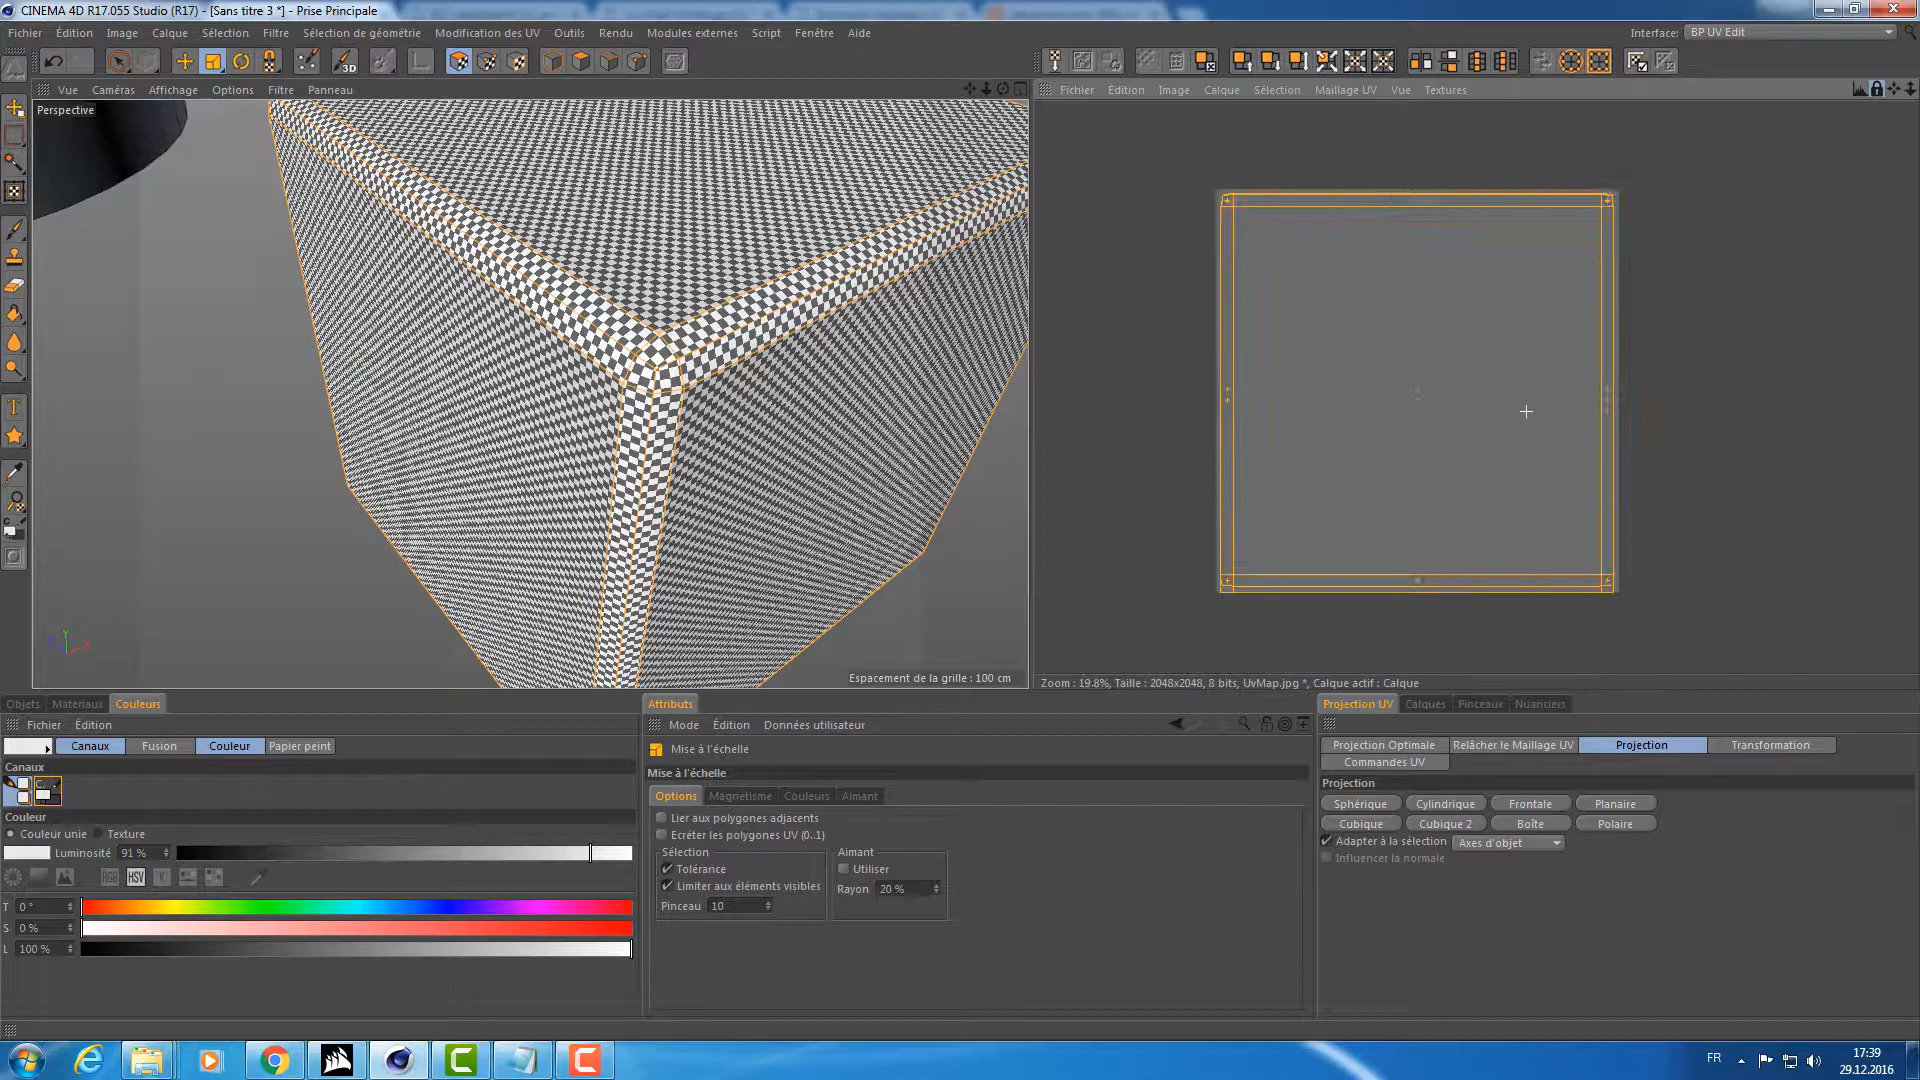 CINEMA 4D R17.055 Studio (R17) - [Sans titre 3 *] - Prise Principale
Fichier Édition Image Calque Sélection Filtre Sélection de géométrie Modification des UV Outils Rendu Modules externes Script Fenêtre Aide
Interface: BP UV Edit
3D
Vue Caméras Affichage Options Filtre Panneau
Fichier Édition Image Calque Sélection Maillage UV Vue Textures
Perspective
Y
X
Espacement de la grille : 100 cm
Zoom : 19.8%, Taille : 2048x2048, 8 bits, UvMap.jpg *, Calque actif : Calque
Objets Materiaux Couleurs
Fichier Édition
Canaux Fusion Couleur Papier peint
Canaux
Couleur
Couleur unie Texture
Luminosité 91 %
RGB HSV K
T 0 °
S 0 %
L 100 %
Attributs
Mode Édition Données utilisateur
Mise à l'échelle
Mise à l'échelle
Options Magnétisme Couleurs Aimant
Lier aux polygones adjacents
Ecréter les polygones UV (0..1)
Sélection
Tolérance
Limiter aux éléments visibles
Pinceau 10
Aimant
Utiliser
Rayon 20 %
Projection UV Calques Pinceaux Nuanciers
Projection Optimale Relâcher le Maillage UV Projection Transformation
Commandes UV
Projection
Sphérique Cylindrique Frontale Planaire
Cubique Cubique 2 Boîte Polaire
Adapter à la sélection Axes d'objet
Influencer la normale
FR
17:39
29.12.2016